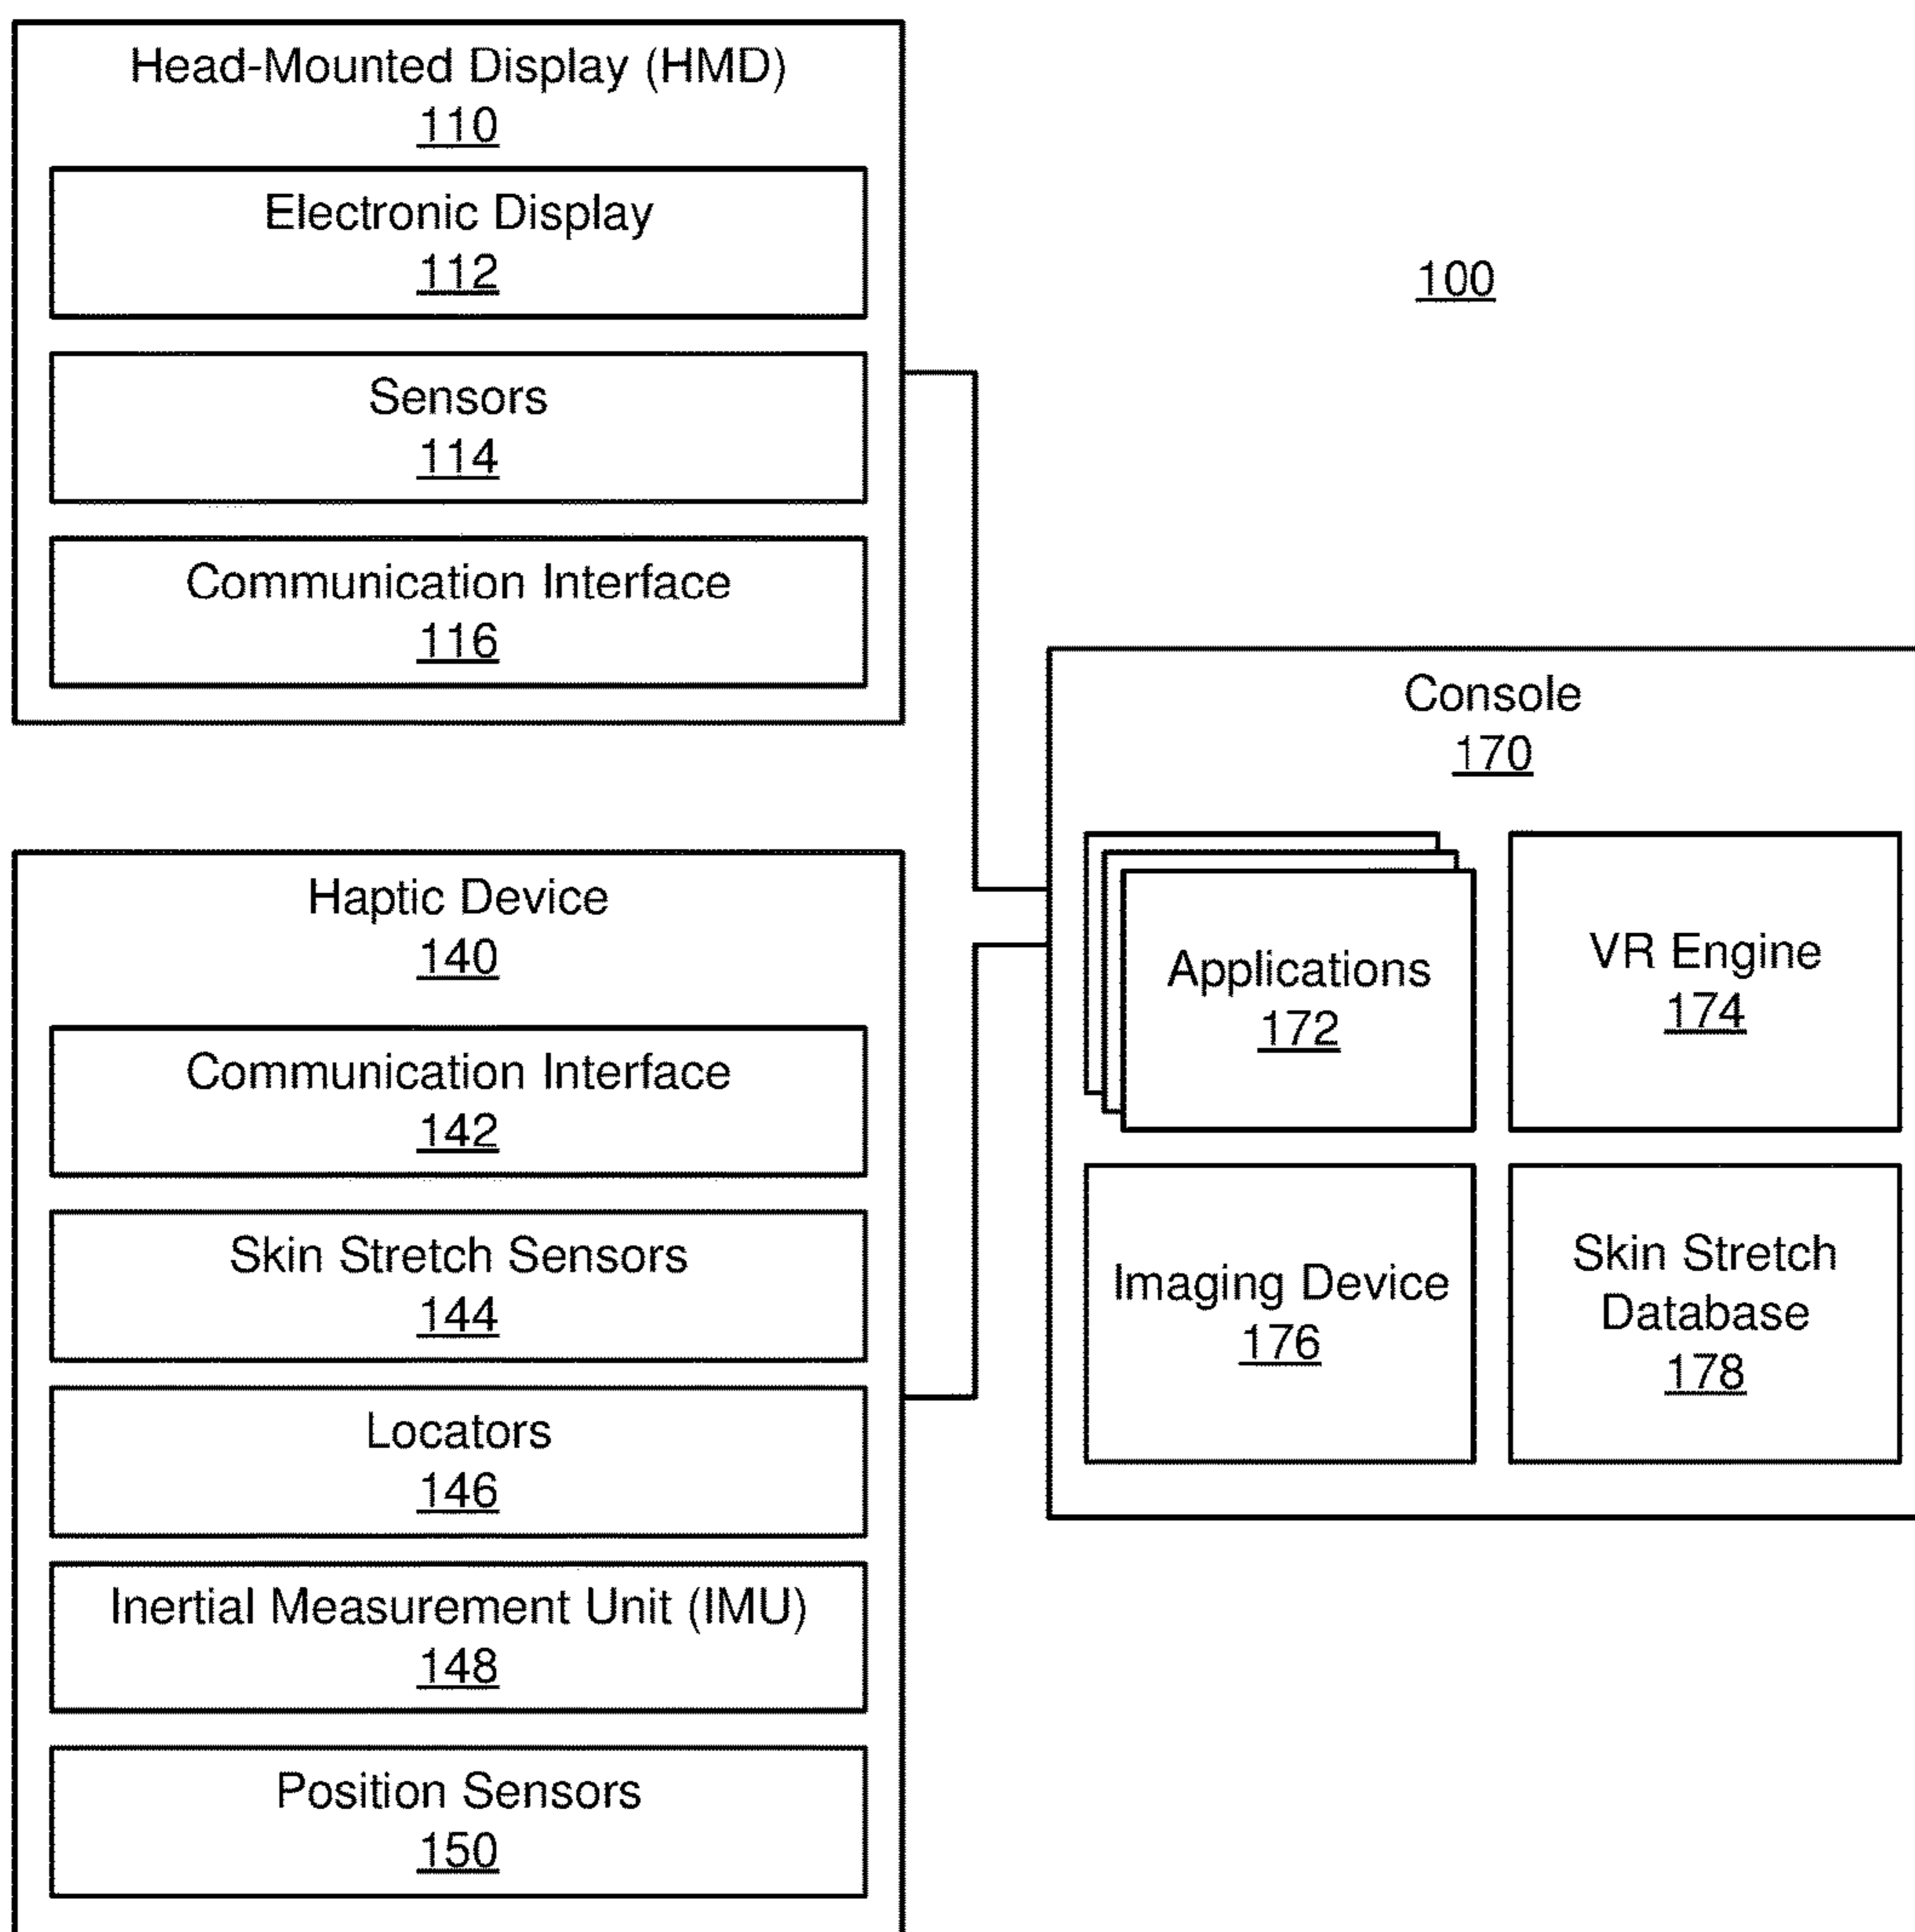 Head-Mounted Display (HMD)
110
Electronic Display
112
Sensors
114
Communication Interface
116
100
Haptic Device
140
Communication Interface
142
Skin Stretch Sensors
144
Locators
146
Inertial Measurement Unit (IMU)
148
Position Sensors
150
Console
170
Applications
172
VR Engine
174
Imaging Device
176
Skin Stretch
Database
178